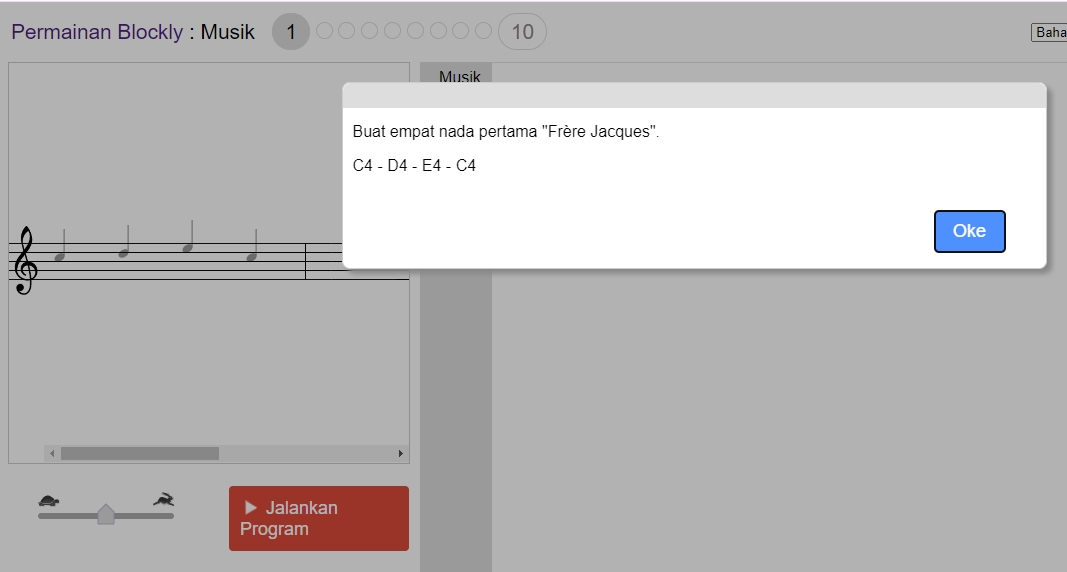 Permainan Blockly : Musik 1 10
Baha
Musik
Buat empat nada pertama "Frère Jacques".
C4 - D4 - E4 - C4
Oke
Jalankan
Program